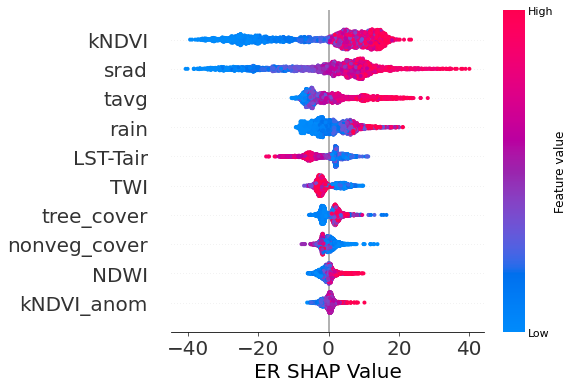 kNDVI
srad
tavg
rain
LST-Tair
TWI
tree_cover
nonveg_cover
NDWI
kNDVI_anom
−40 −20 0 20 40
ER SHAP Value
High
Feature value
Low